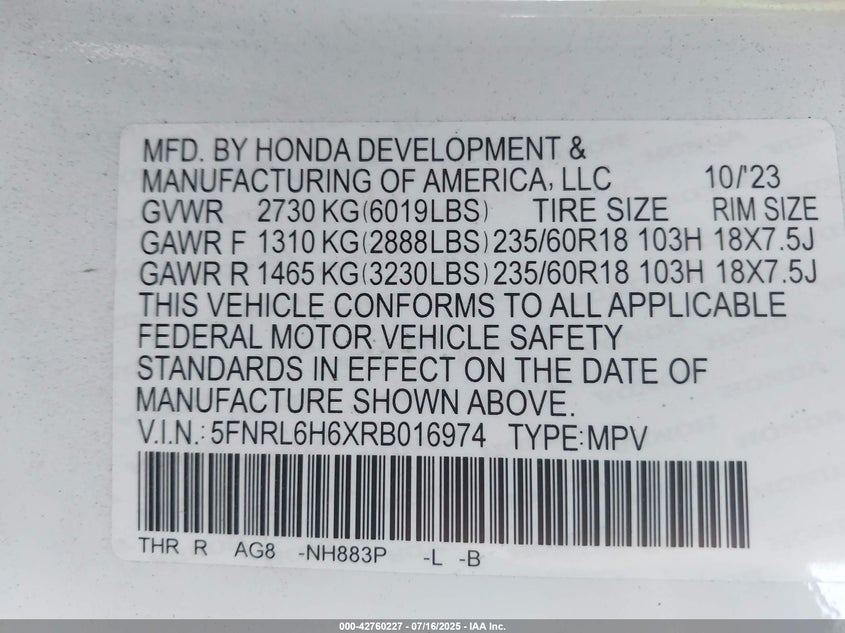 MFD. BY HONDA DEVELOPMENT &
MANUFACTURING OF AMERICA, LLC 10/'23
GVWR 2730 KG(6019LBS) TIRE SIZE RIM SIZE
GAWR F 1310 KG(2888LBS) 235/60R18 103H 18X7.5J
GAWR R 1465 KG(3230LBS) 235/60R18 103H 18X7.5J
THIS VEHICLE CONFORMS TO ALL APPLICABLE
FEDERAL MOTOR VEHICLE SAFETY
STANDARDS IN EFFECT ON THE DATE OF
MANUFACTURE SHOWN ABOVE.
V.I.N.: 5FNRL6H6XRB016974 TYPE: MPV
THR R AG8 -NH883P -L -B
000-42760227 - 07/16/2025 - IAA Inc.